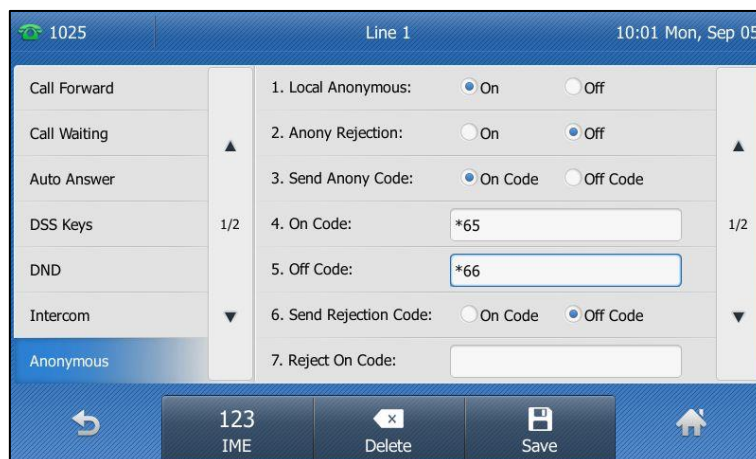 1025 Line 1 10:01 Mon, Sep 05
Call Forward
Call Waiting
Auto Answer
DSS Keys
DND
Intercom
Anonymous
1/2
1. Local Anonymous: On Off
2. Anony Rejection: On Off
3. Send Anony Code: On Code Off Code
4. On Code: *65
5. Off Code: *66
6. Send Rejection Code: On Code Off Code
7. Reject On Code:
1/2
123
IME
Delete
Save